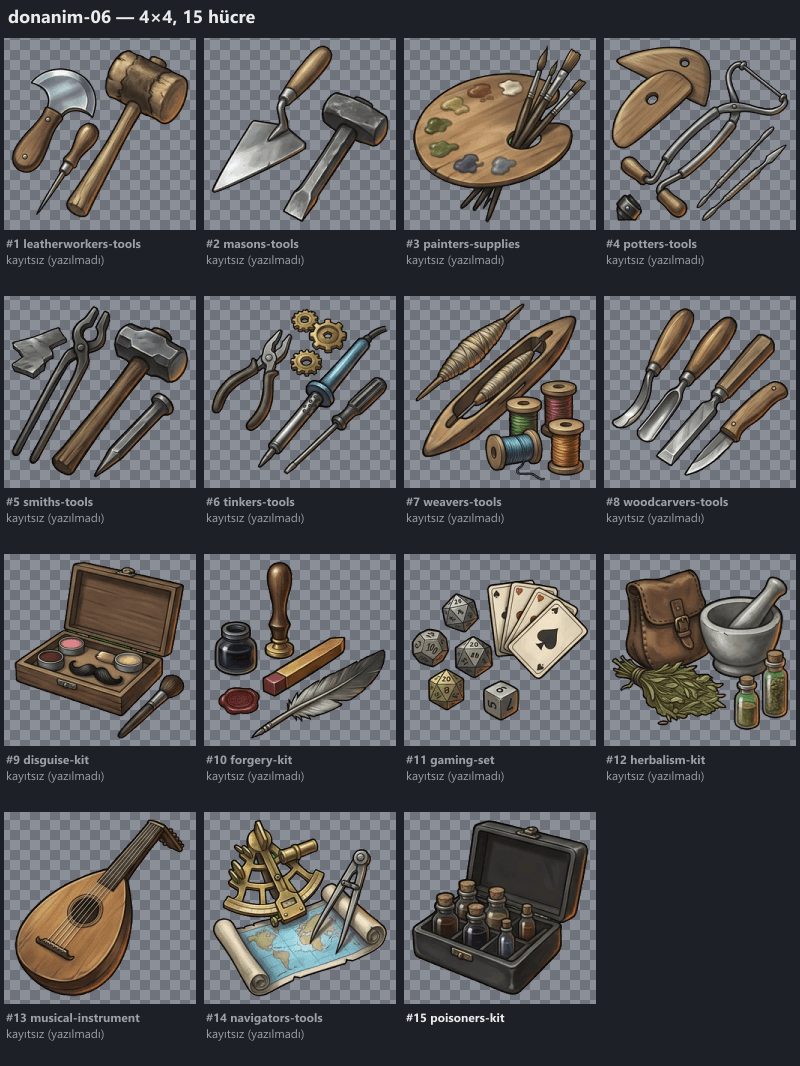 donanim-06 — 4×4, 15 hücre
#1 leatherworkers-tools
kayıtsız (yazılmadı)
#2 masons-tools
kayıtsız (yazılmadı)
#3 painters-supplies
kayıtsız (yazılmadı)
#4 potters-tools
kayıtsız (yazılmadı)
#5 smiths-tools
kayıtsız (yazılmadı)
#6 tinkers-tools
kayıtsız (yazılmadı)
#7 weavers-tools
kayıtsız (yazılmadı)
#8 woodcarvers-tools
kayıtsız (yazılmadı)
#9 disguise-kit
kayıtsız (yazılmadı)
#10 forgery-kit
kayıtsız (yazılmadı)
#11 gaming-set
kayıtsız (yazılmadı)
#12 herbalism-kit
kayıtsız (yazılmadı)
#13 musical-instrument
kayıtsız (yazılmadı)
#14 navigators-tools
kayıtsız (yazılmadı)
#15 poisoners-kit